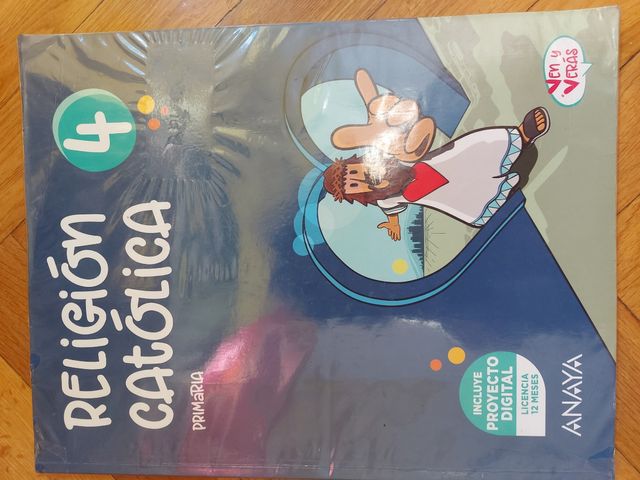 VEN Y
VERÁS
4
RELIGIÓN
CATÓLICA
PRIMARIA
INCLUYE
PROYECTO
DIGITAL
LICENCIA
12 MESES
ANAYA